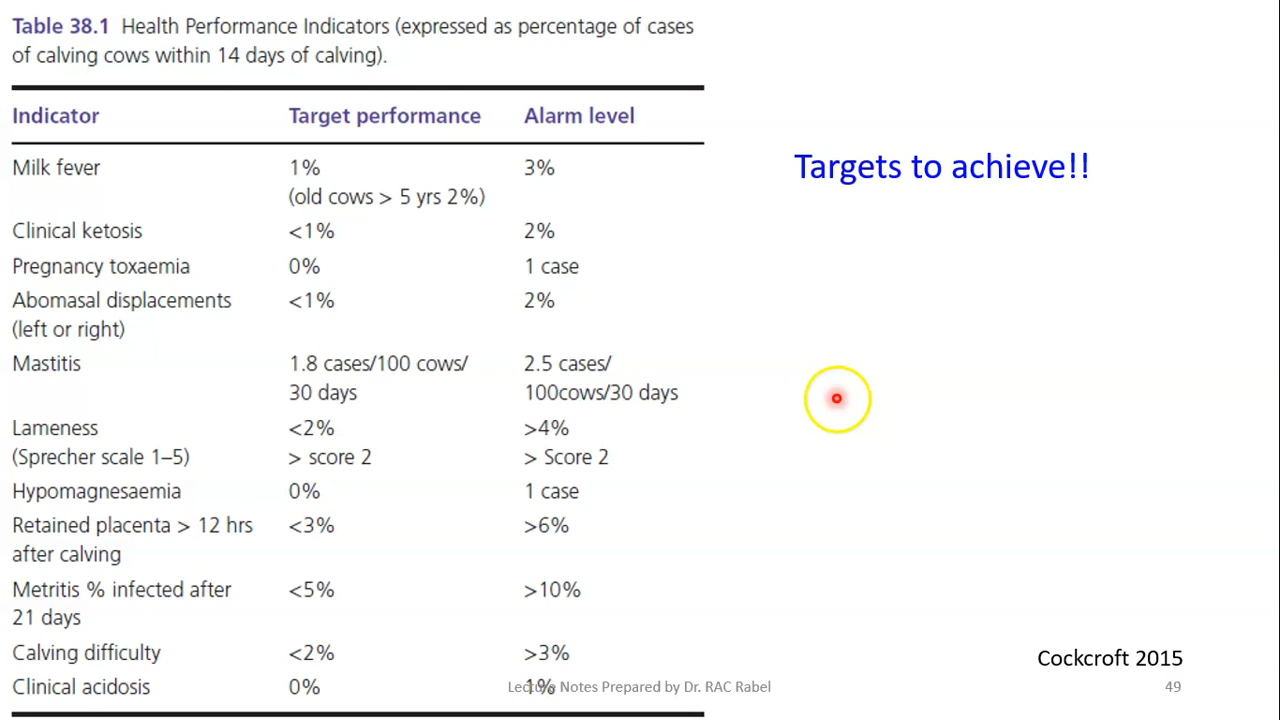 Table 38.1 Health Performance Indicators (expressed as percentage of cases
of calving cows within 14 days of calving).
Indicator Target performance Alarm level
Targets to achieve!!
Milk fever 1% 3%
(old cows > 5 yrs 2%)
Clinical ketosis <1% 2%
Pregnancy toxaemia 0% 1 case
Abomasal displacements <1% 2%
(left or right)
Mastitis 1.8 cases/100 cows/ 2.5 cases/
30 days 100cows/30 days
Lameness <2% >4%
(Sprecher scale 1–5) > score 2 > Score 2
Hypomagnesaemia 0% 1 case
Retained placenta > 12 hrs <3% >6%
after calving
Metritis % infected after <5% >10%
21 days
Calving difficulty <2% >3%
Clinical acidosis 0% 1%
Cockcroft 2015
Lecture Notes Prepared by Dr. RAC Rabel
49